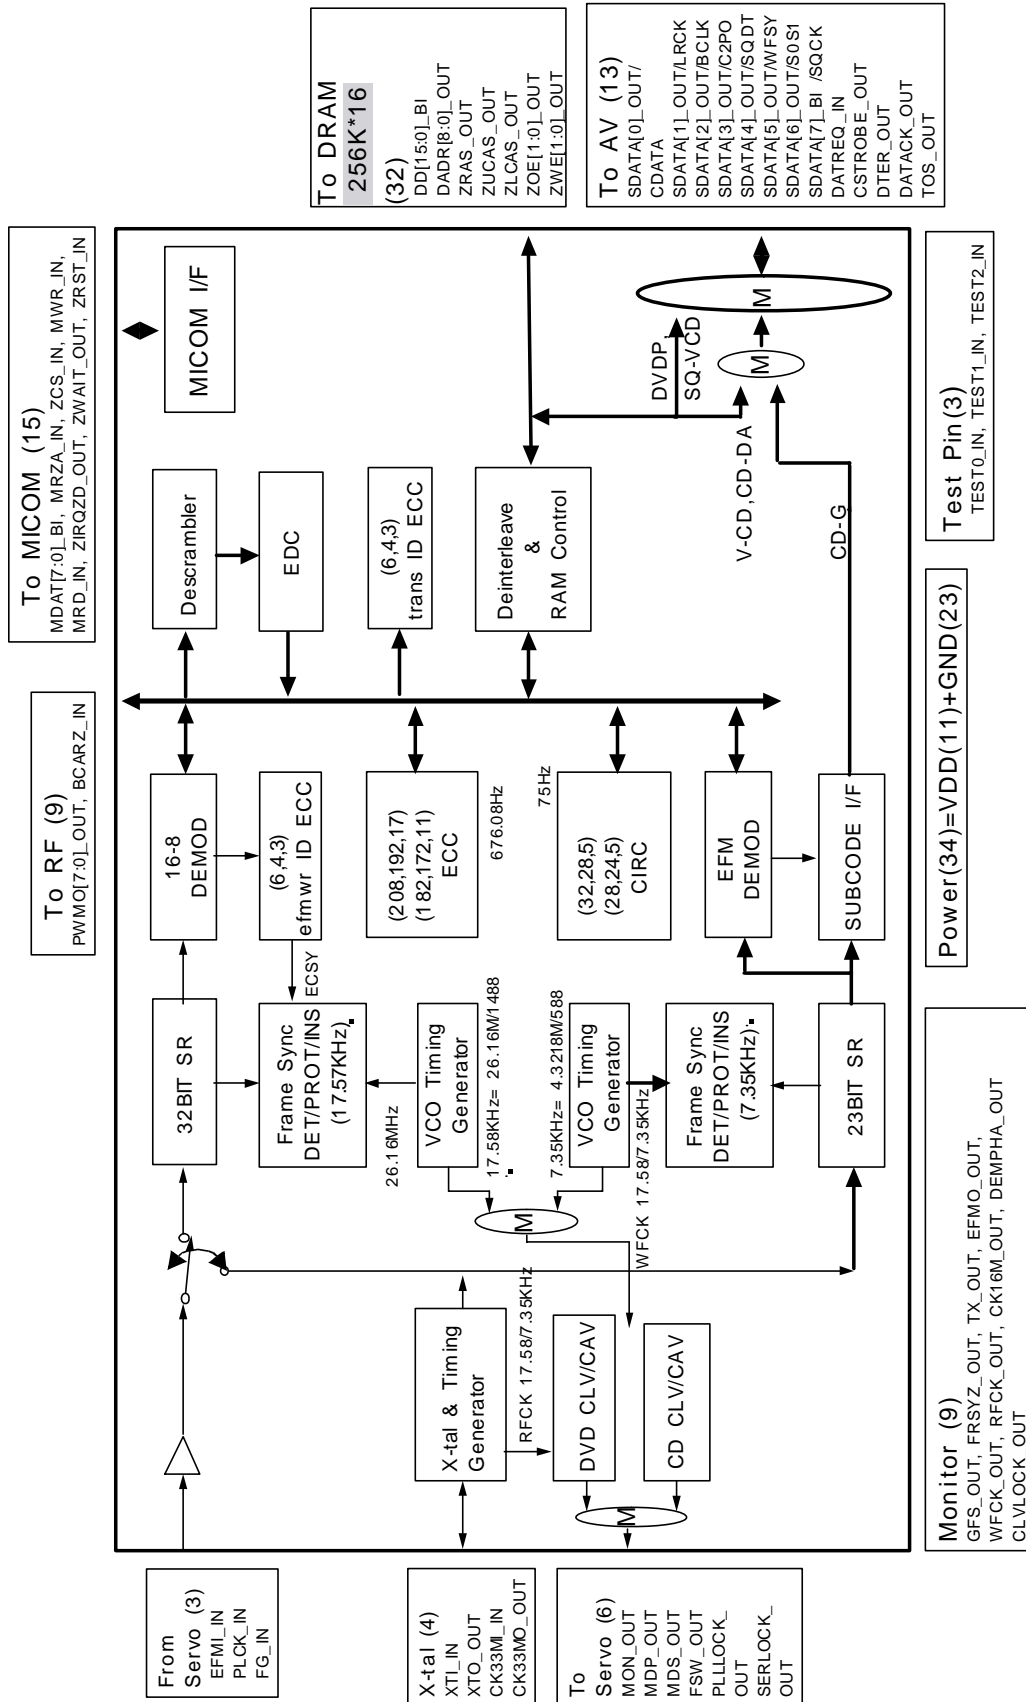 To MICOM (15)
MDAT[7:0]_BI, MRZA_IN, ZCS_IN, MWR_IN,
MRD_IN, ZIRQZD_OUT, ZWAIT_OUT, ZRST_IN
To RF (9)
PWMO[7:0]_OUT, BCARZ_IN
To DRAM
256K*16
(32)
DD[15:0]_BI
DADR[8:0]_OUT
ZRAS_OUT
ZUCAS_OUT
ZLCAS_OUT
ZOE[1:0]_OUT
ZWE[1:0]_OUT
To AV (13)
SDATA[0]_OUT/
CDATA
SDATA[1]_OUT/LRCK
SDATA[2]_OUT/BCLK
SDATA[3]_OUT/C2PO
SDATA[4]_OUT/SQDT
SDATA[5]_OUT/WFSY
SDATA[6]_OUT/S0S1
SDATA[7]_BI /SQCK
DATREQ_IN
CSTROBE_OUT
DTER_OUT
DATACK_OUT
TOS_OUT
From
Servo (3)
EFMI_IN
PLCK_IN
FG_IN
X-tal (4)
XTI_IN
XTO_OUT
CK33MI_IN
CK33MO_OUT
To
Servo (6)
MON_OUT
MDP_OUT
MDS_OUT
FSW_OUT
PLLLOCK_
OUT
SERLOCK_
OUT
MICOM I/F
32BIT SR
16-8
DEMOD
Descrambler
Frame Sync
DET/PROT/INS
(17.57KHz)
ECSY
(6,4,3)
efmwr ID ECC
EDC
26.16MHz
VCO Timing
Generator
17.58KHz= 26.16M/1488
(208,192,17)
(182,172,11)
ECC
676.08Hz
(6,4,3)
trans ID ECC
M
X-tal & Timing
Generator
RFCK 17.58/7.35KHz
7.35KHz= 4.3218M/588
VCO Timing
Generator
WFCK 17.58/7.35KHz
75Hz
(32,28,5)
(28,24,5)
CIRC
Deinterleave
&
RAM Control
DVD CLV/CAV
CD CLV/CAV
M
Frame Sync
DET/PROT/INS
(7.35KHz)
EFM
DEMOD
DVDP,
SQ-VCD
V-CD,CD-DA
M
M
23BIT SR
SUBCODE I/F
CD-G
Monitor (9)
GFS_OUT, FRSYZ_OUT, TX_OUT, EFMO_OUT,
WFCK_OUT, RFCK_OUT, CK16M_OUT, DEMPHA_OUT
CLVLOCK OUT
Power(34)=VDD(11)+GND(23)
Test Pin(3)
TEST0_IN, TEST1_IN, TEST2_IN